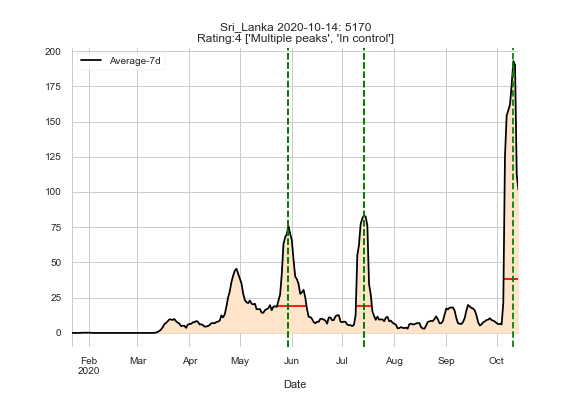 Sri_Lanka 2020-10-14: 5170
Rating:4 ['Multiple peaks', 'In control']
Average-7d
200
175
150
125
100
75
50
25
0
Feb
2020
Mar
Apr
May
Jun
Jul
Aug
Sep
Oct
Date